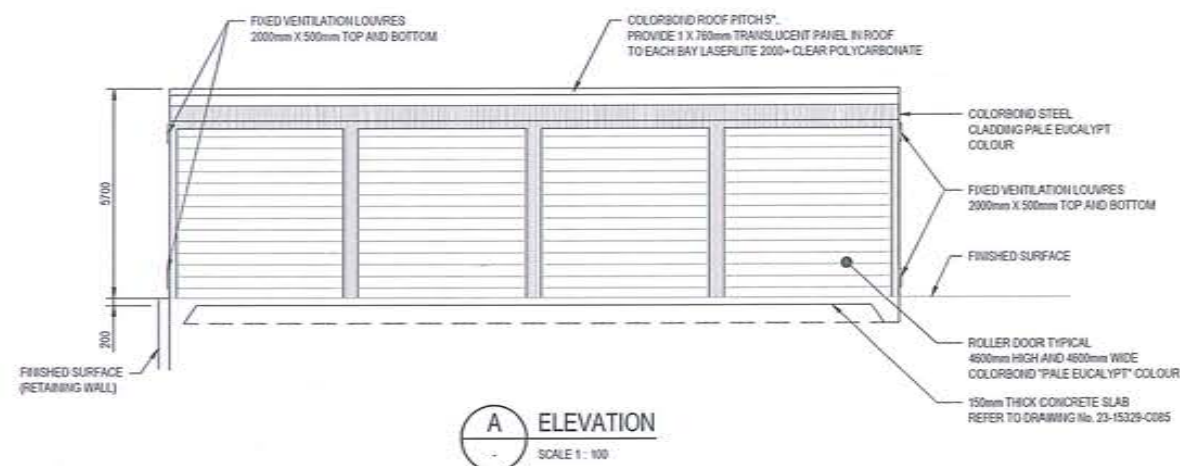 FIXED VENTILATION LOUVRES
2000mm X 500mm TOP AND BOTTOM
COLORBOND ROOF PITCH 5°.
PROVIDE 1 X 760mm TRANSLUCENT PANEL IN ROOF
TO EACH BAY LASERLITE 2000+ CLEAR POLYCARBONATE
COLORBOND STEEL
CLADDING PALE EUCALYPT
COLOUR
5700
FIXED VENTILATION LOUVRES
2000mm X 500mm TOP AND BOTTOM
FINISHED SURFACE
200
FINISHED SURFACE
(RETAINING WALL)
ROLLER DOOR TYPICAL
4600mm HIGH AND 4600mm WIDE
COLORBOND "PALE EUCALYPT" COLOUR
150mm THICK CONCRETE SLAB
REFER TO DRAWING No. 23-15329-C085
A
-
ELEVATION
SCALE 1 : 100